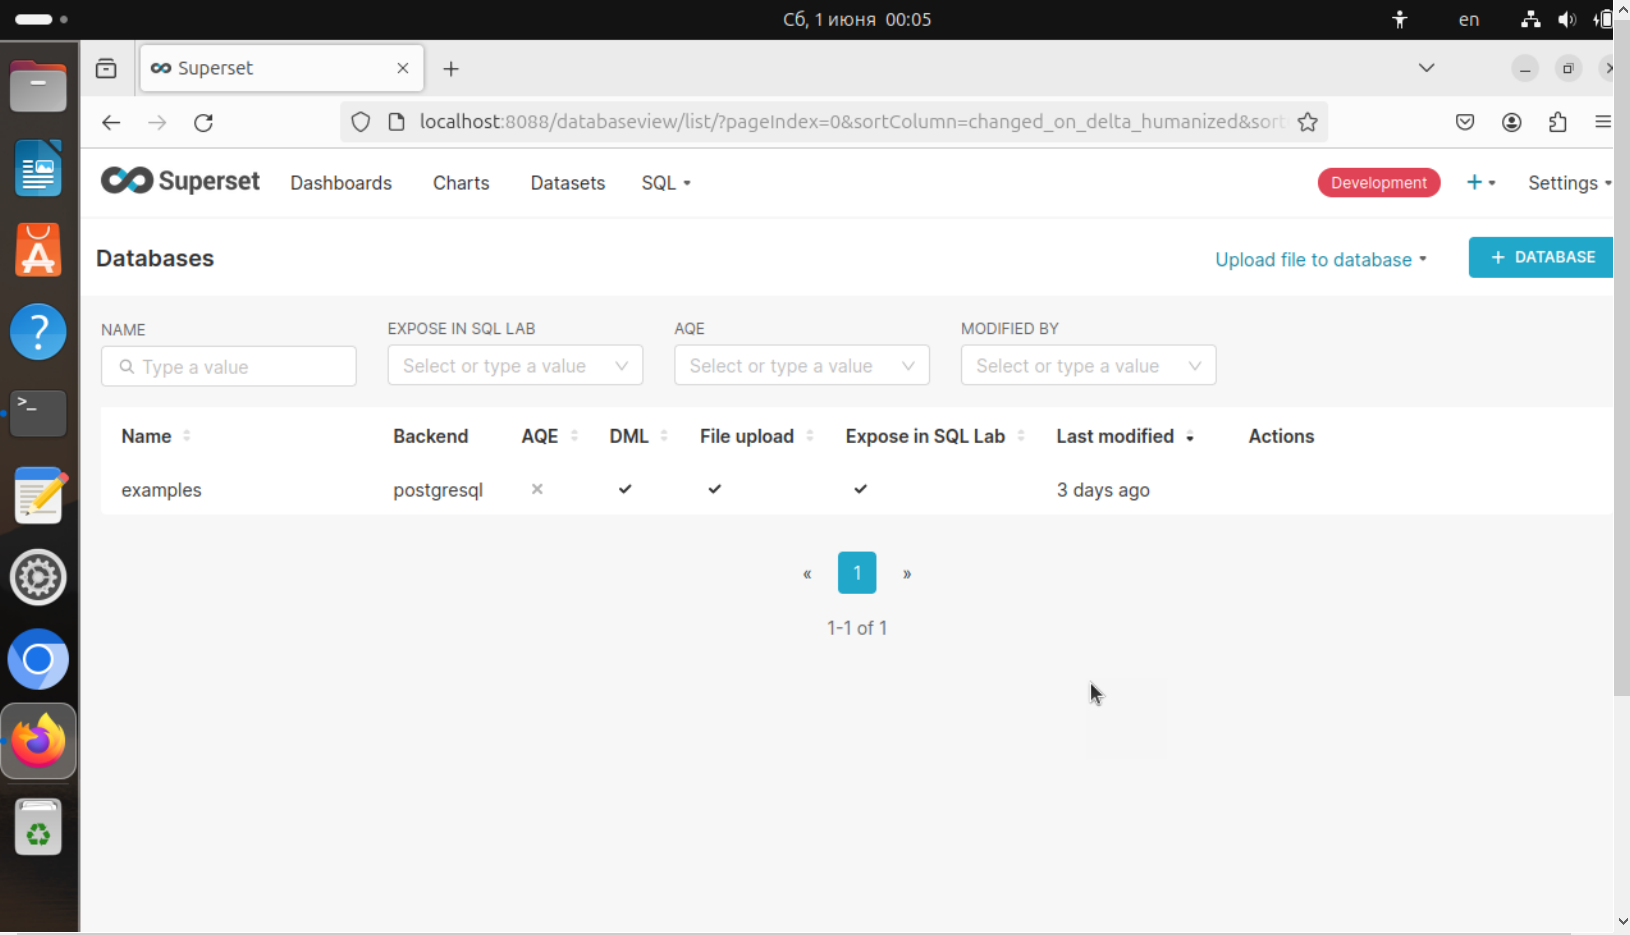 Сб, 1 июня 00:05
en
Superset
localhost:8088/databaseview/list/?pageIndex=0&sortColumn=changed_on_delta_humanized&sort
Superset Dashboards Charts Datasets SQL Development + Settings
Databases Upload file to database + DATABASE
NAME EXPOSE IN SQL LAB AQE MODIFIED BY
Type a value Select or type a value Select or type a value Select or type a value
Name Backend AQE DML File upload Expose in SQL Lab Last modified Actions
examples postgresql 3 days ago
« 1 »
1-1 of 1